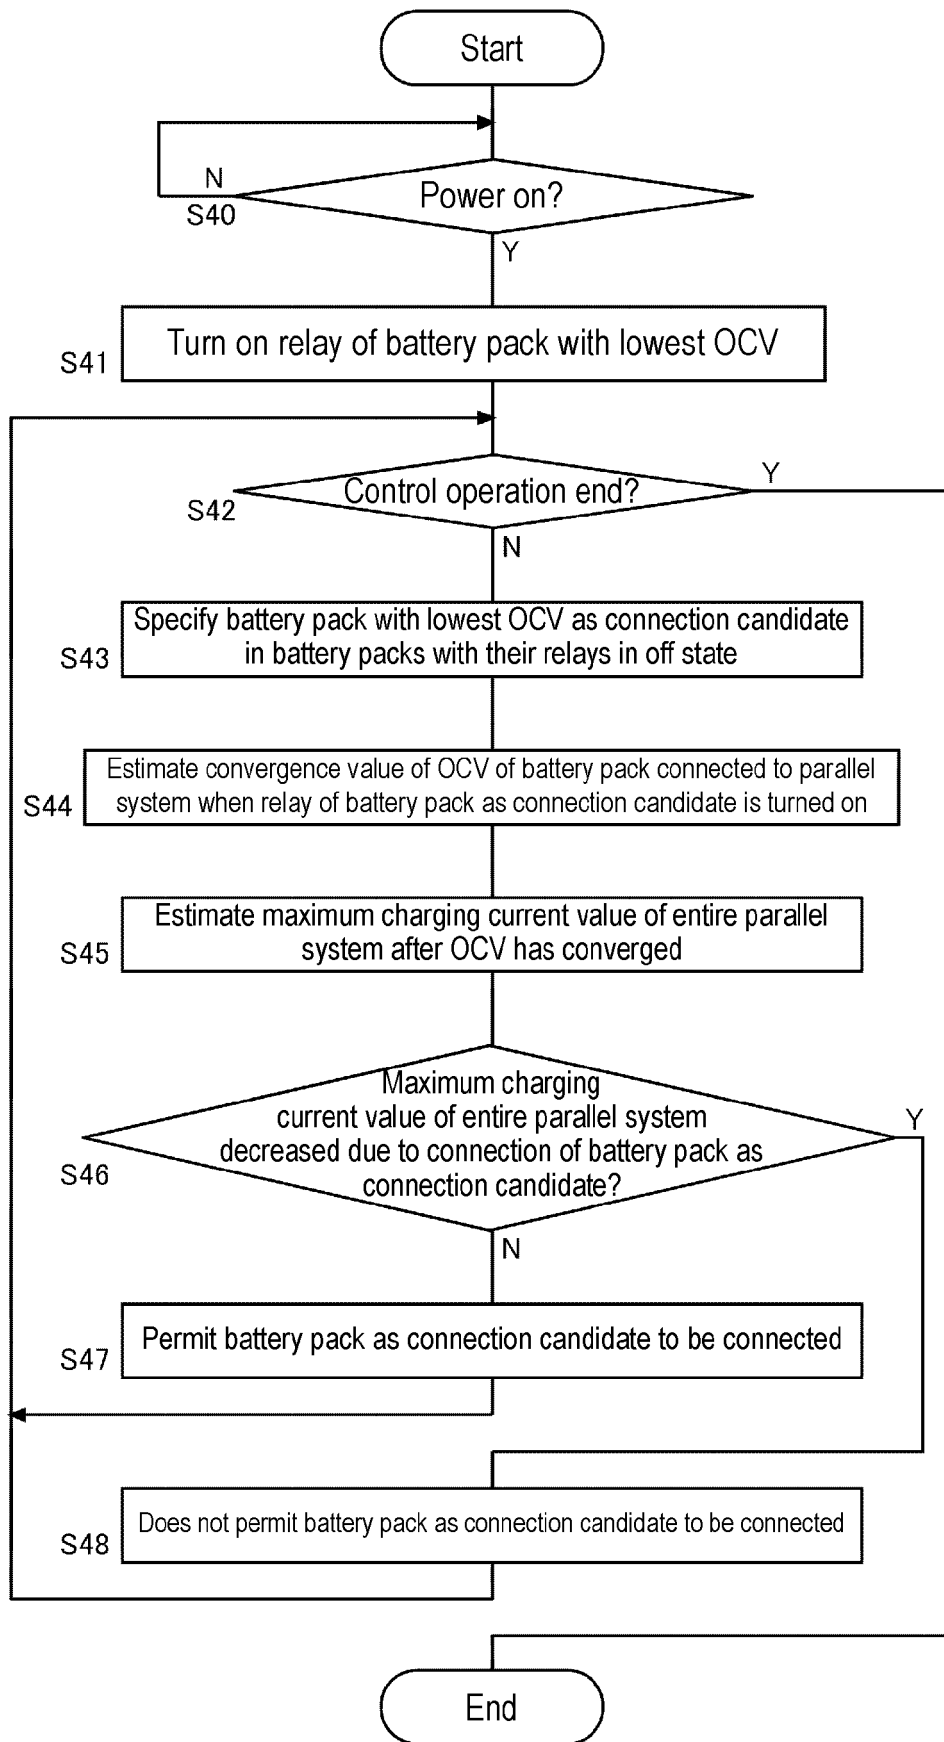 Start
N
S40
Power on?
Y
S41
Turn on relay of battery pack with lowest OCV
S42
Control operation end?
Y
N
S43
Specify battery pack with lowest OCV as connection candidate
in battery packs with their relays in off state
S44
Estimate convergence value of OCV of battery pack connected to parallel
system when relay of battery pack as connection candidate is turned on
S45
Estimate maximum charging current value of entire parallel
system after OCV has converged
S46
Maximum charging
current value of entire parallel system
decreased due to connection of battery pack as
connection candidate?
Y
N
S47
Permit battery pack as connection candidate to be connected
S48
Does not permit battery pack as connection candidate to be connected
End